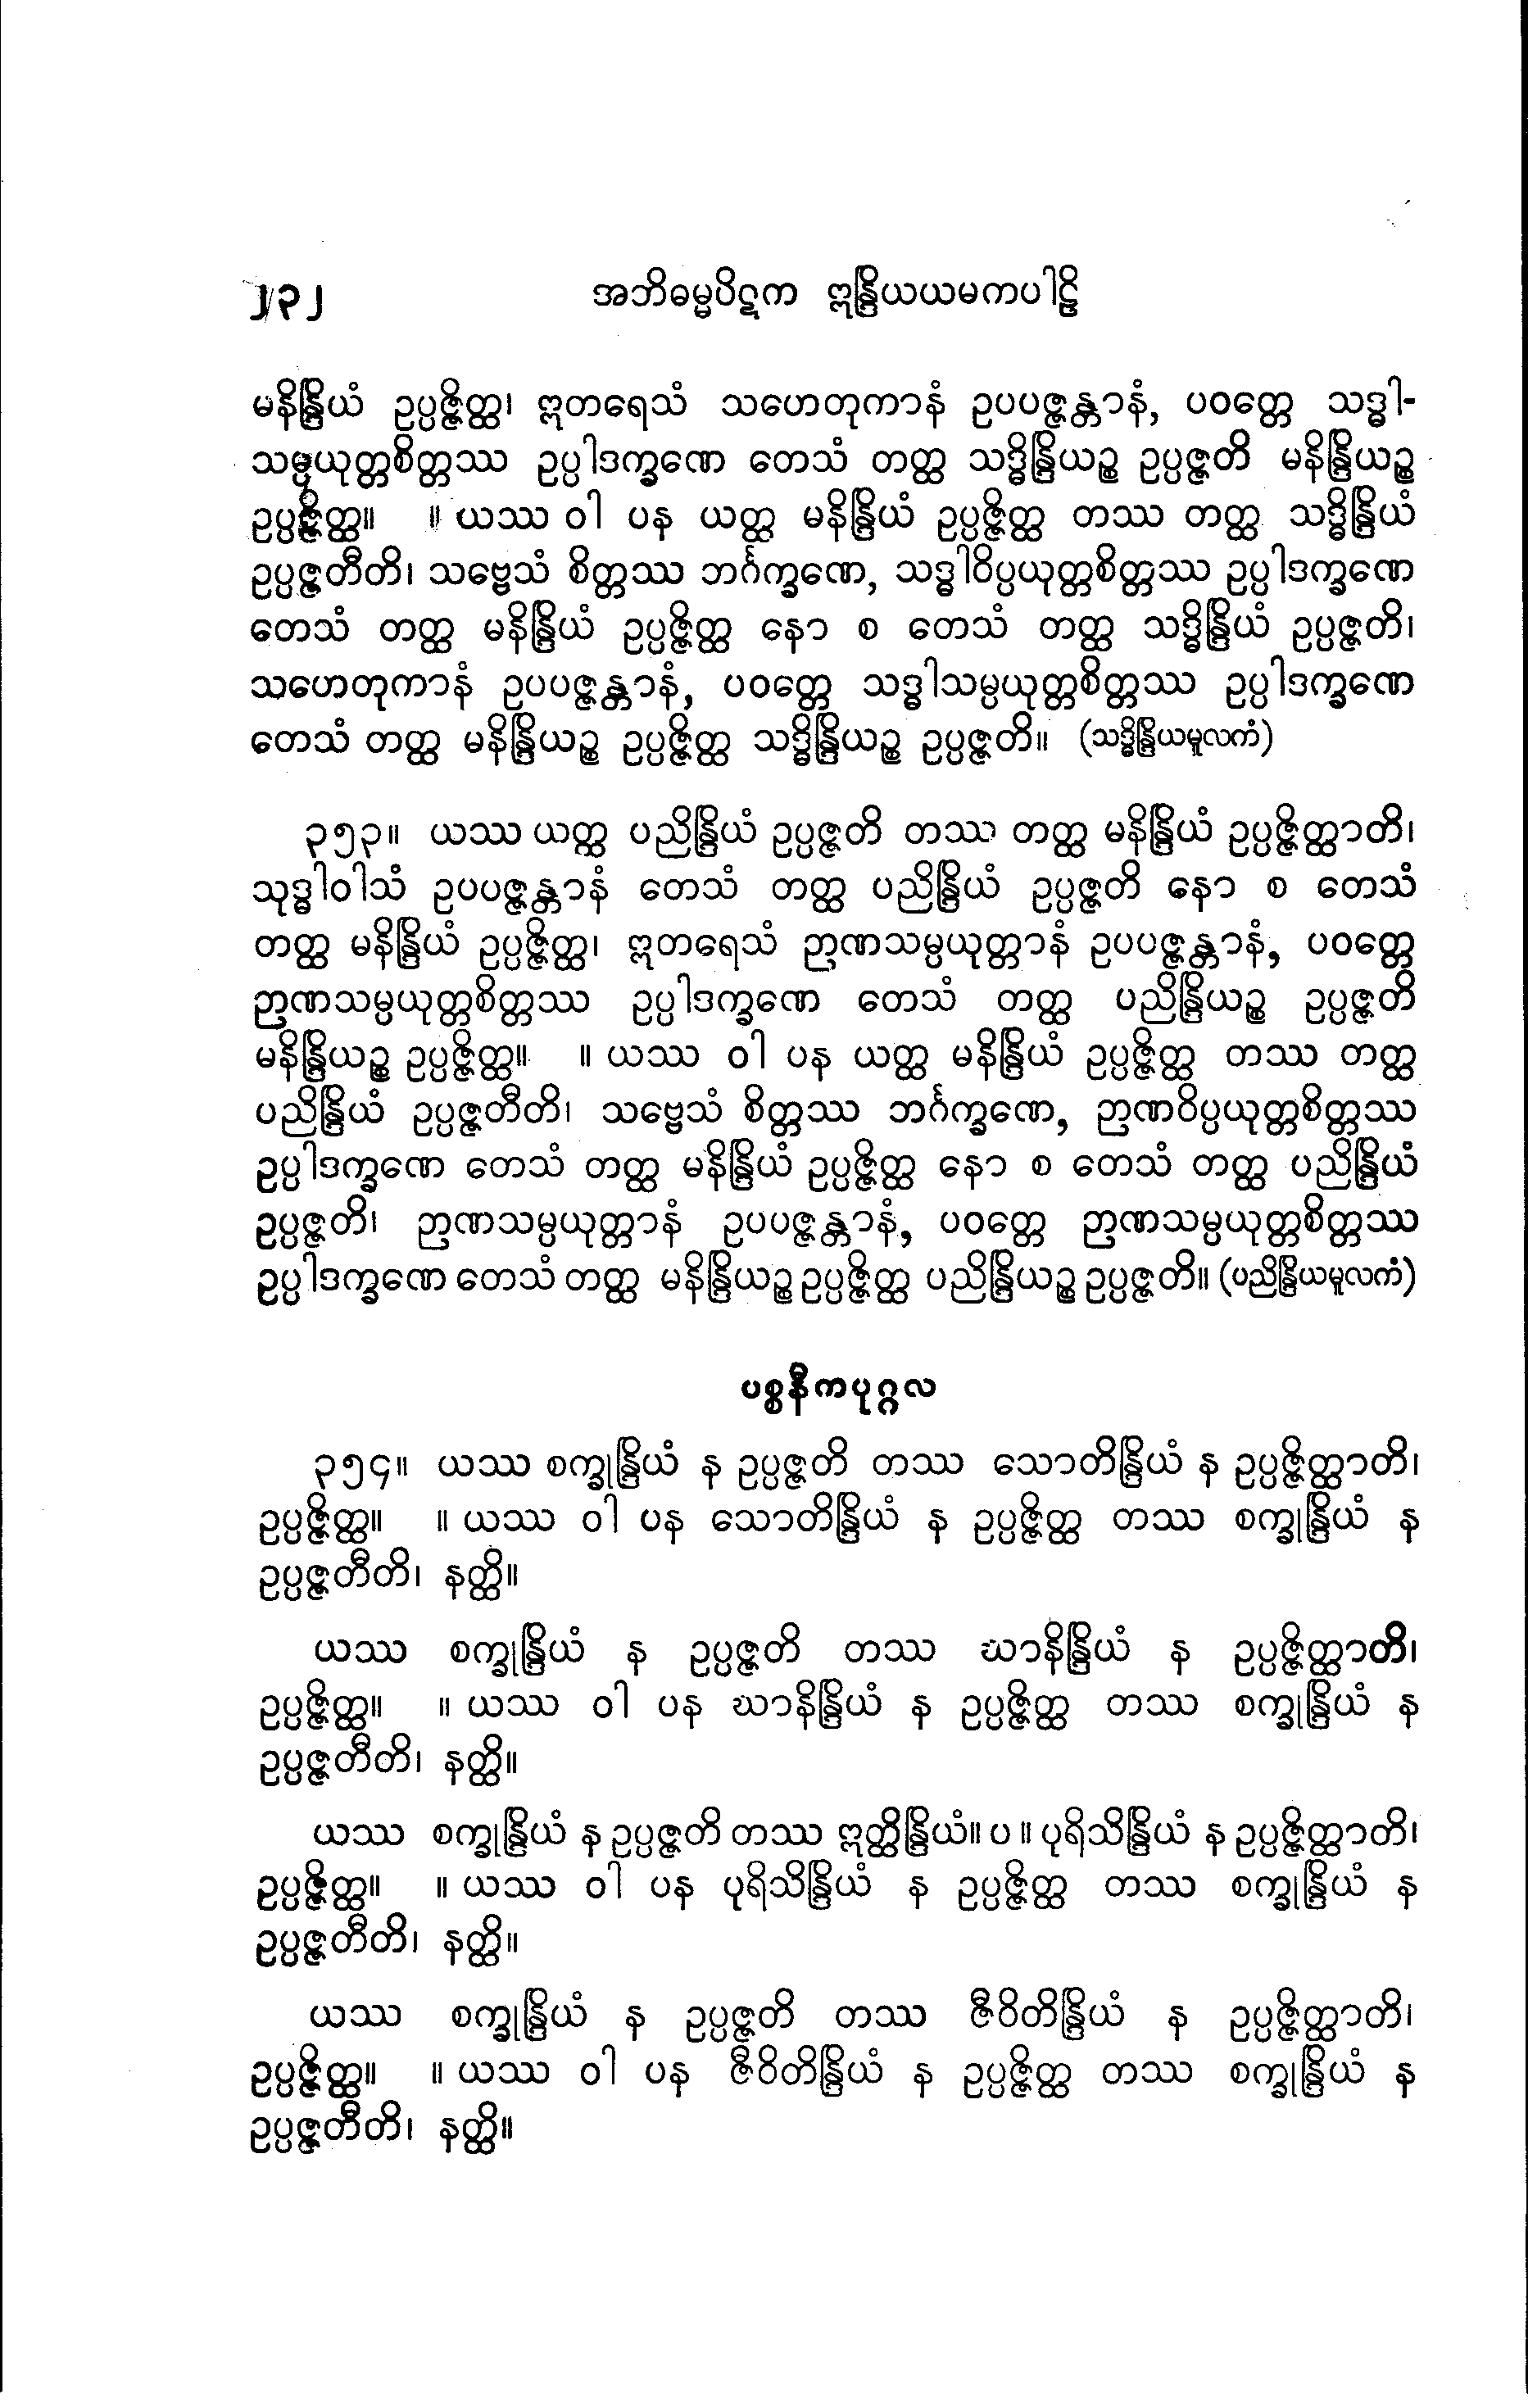 ၂၃၂ အဘိဓမ္မပိဋက ဣန္ဒြိယယမကပါဠိ
မနိန္ဒြိယံ ဥပ္ပဇ္ဇိတ္ထ၊ ဣတရေသံ သဟေတုကာနံ ဥပပဇ္ဇန္တာနံ, ပဝတ္တေ သဒ္ဓါ-
သမ္ပယုတ္တစိတ္တဿ ဥပ္ပါဒက္ခဏေ တေသံ တတ္ထ သဒ္ဓိန္ဒြိယဉ္စ ဥပ္ပဇ္ဇတိ မနိန္ဒြိယဉ္စ
ဥပ္ပဇ္ဇိတ္ထ။ ။ ယဿ ဝါ ပန ယတ္ထ မနိန္ဒြိယံ ဥပ္ပဇ္ဇိတ္ထ တဿ တတ္ထ သဒ္ဓိန္ဒြိယံ
ဥပ္ပဇ္ဇတီတိ၊ သဗ္ဗေသံ စိတ္တဿ ဘင်္ဂက္ခဏေ, သဒ္ဓါဝိပ္ပယုတ္တစိတ္တဿ ဥပ္ပါဒက္ခဏေ
တေသံ တတ္ထ မနိန္ဒြိယံ ဥပ္ပဇ္ဇိတ္ထ နော စ တေသံ တတ္ထ သဒ္ဓိန္ဒြိယံ ဥပ္ပဇ္ဇတိ၊
သဟေတုကာနံ ဥပပဇ္ဇန္တာနံ, ပဝတ္တေ သဒ္ဓါသမ္ပယုတ္တစိတ္တဿ ဥပ္ပါဒက္ခဏေ
တေသံ တတ္ထ မနိန္ဒြိယဉ္စ ဥပ္ပဇ္ဇိတ္ထ သဒ္ဓိန္ဒြိယဉ္စ ဥပ္ပဇ္ဇတိ။ (သဒ္ဓိန္ဒြိယမူလကံ)
၃၅၃။ ယဿ ယတ္ထ ပညိန္ဒြိယံ ဥပ္ပဇ္ဇတိ တဿ တတ္ထ မနိန္ဒြိယံ ဥပ္ပဇ္ဇိတ္ထာတိ၊
သုဒ္ဓါဝါသံ ဥပပဇ္ဇန္တာနံ တေသံ တတ္ထ ပညိန္ဒြိယံ ဥပ္ပဇ္ဇတိ နော စ တေသံ
တတ္ထ မနိန္ဒြိယံ ဥပ္ပဇ္ဇိတ္ထ၊ ဣတရေသံ ဉာဏသမ္ပယုတ္တာနံ ဥပပဇ္ဇန္တာနံ, ပဝတ္တေ
ဉာဏသမ္ပယုတ္တစိတ္တဿ ဥပ္ပါဒက္ခဏေ တေသံ တတ္ထ ပညိန္ဒြိယဉ္စ ဥပ္ပဇ္ဇတိ
မနိန္ဒြိယဉ္စ ဥပ္ပဇ္ဇိတ္ထ။ ။ ယဿ ဝါ ပန ယတ္ထ မနိန္ဒြိယံ ဥပ္ပဇ္ဇိတ္ထ တဿ တတ္ထ
ပညိန္ဒြိယံ ဥပ္ပဇ္ဇတီတိ၊ သဗ္ဗေသံ စိတ္တဿ ဘင်္ဂက္ခဏေ, ဉာဏဝိပ္ပယုတ္တစိတ္တဿ
ဥပ္ပါဒက္ခဏေ တေသံ တတ္ထ မနိန္ဒြိယံ ဥပ္ပဇ္ဇိတ္ထ နော စ တေသံ တတ္ထ ပညိန္ဒြိယံ
ဥပ္ပဇ္ဇတိ၊ ဉာဏသမ္ပယုတ္တာနံ ဥပပဇ္ဇန္တာနံ, ပဝတ္တေ ဉာဏသမ္ပယုတ္တစိတ္တဿ
ဥပ္ပါဒက္ခဏေ တေသံ တတ္ထ မနိန္ဒြိယဉ္စ ဥပ္ပဇ္ဇိတ္ထ ပညိန္ဒြိယဉ္စ ဥပ္ပဇ္ဇတိ။ (ပညိန္ဒြိယမူလကံ)
ပစ္စနီကပုဂ္ဂလ
၃၅၄။ ယဿ စက္ခုန္ဒြိယံ န ဥပ္ပဇ္ဇတိ တဿ သောတိန္ဒြိယံ န ဥပ္ပဇ္ဇိတ္ထာတိ၊
ဥပ္ပဇ္ဇိတ္ထ။ ။ ယဿ ဝါ ပန သောတိန္ဒြိယံ န ဥပ္ပဇ္ဇိတ္ထ တဿ စက္ခုန္ဒြိယံ န
ဥပ္ပဇ္ဇတီတိ၊ နတ္ထိ။
ယဿ စက္ခုန္ဒြိယံ န ဥပ္ပဇ္ဇတိ တဿ ဃာနိန္ဒြိယံ န ဥပ္ပဇ္ဇိတ္ထာတိ၊
ဥပ္ပဇ္ဇိတ္ထ။ ။ ယဿ ဝါ ပန ဃာနိန္ဒြိယံ န ဥပ္ပဇ္ဇိတ္ထ တဿ စက္ခုန္ဒြိယံ န
ဥပ္ပဇ္ဇတီတိ၊ နတ္ထိ။
ယဿ စက္ခုန္ဒြိယံ န ဥပ္ပဇ္ဇတိ တဿ ဣတ္ထိန္ဒြိယံ။ ပ ။ ပုရိသိန္ဒြိယံ န ဥပ္ပဇ္ဇိတ္ထာတိ၊
ဥပ္ပဇ္ဇိတ္ထ။ ။ ယဿ ဝါ ပန ပုရိသိန္ဒြိယံ န ဥပ္ပဇ္ဇိတ္ထ တဿ စက္ခုန္ဒြိယံ န
ဥပ္ပဇ္ဇတီတိ၊ နတ္ထိ။
ယဿ စက္ခုန္ဒြိယံ န ဥပ္ပဇ္ဇတိ တဿ ဇီဝိတိန္ဒြိယံ န ဥပ္ပဇ္ဇိတ္ထာတိ၊
ဥပ္ပဇ္ဇိတ္ထ။ ။ ယဿ ဝါ ပန ဇီဝိတိန္ဒြိယံ န ဥပ္ပဇ္ဇိတ္ထ တဿ စက္ခုန္ဒြိယံ န
ဥပ္ပဇ္ဇတီတိ၊ နတ္ထိ။